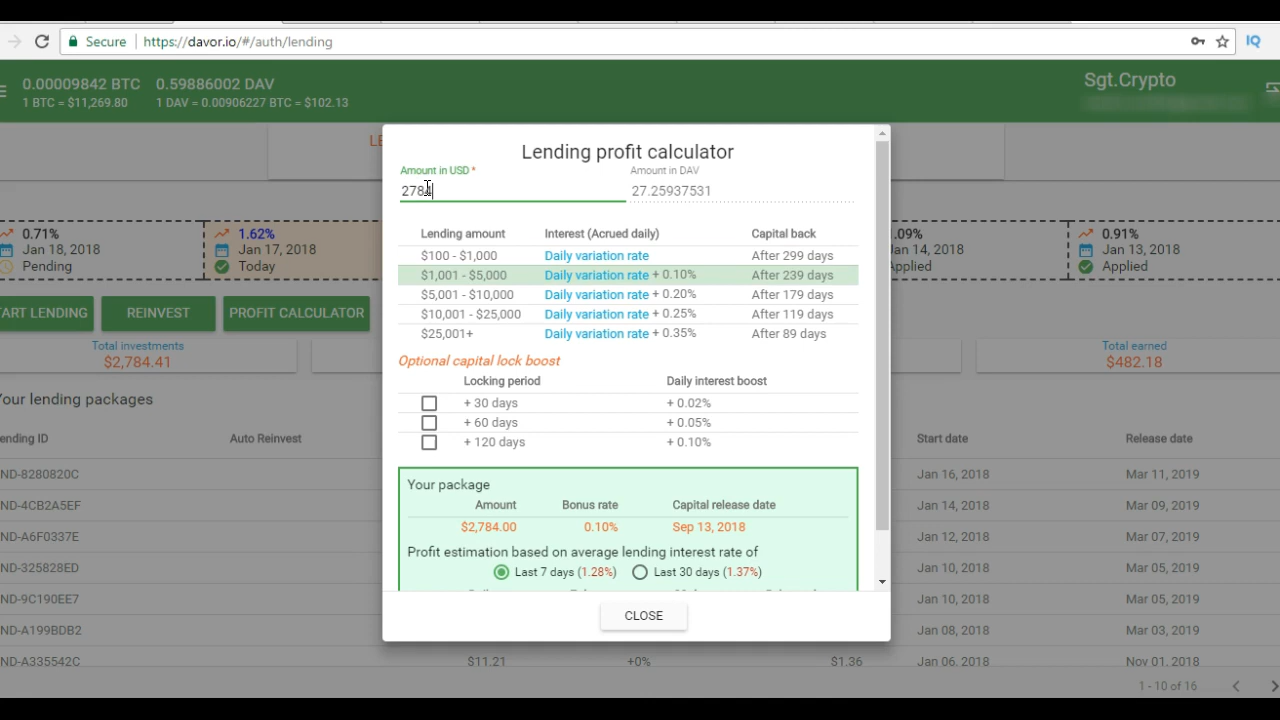 Secure https://davor.io/#/auth/lending
0.00009842 BTC 0.59886002 DAV
1 BTC = $11,269.80 1 DAV = 0.00906227 BTC = $102.13
Sgt.Crypto
Lending profit calculator
Amount in USD * Amount in DAV
2784 27.25937531
Lending amount Interest (Accrued daily) Capital back
$100 - $1,000 Daily variation rate After 299 days
$1,001 - $5,000 Daily variation rate + 0.10% After 239 days
$5,001 - $10,000 Daily variation rate + 0.20% After 179 days
$10,001 - $25,000 Daily variation rate + 0.25% After 119 days
$25,001+ Daily variation rate + 0.35% After 89 days
Optional capital lock boost
Locking period Daily interest boost
+ 30 days + 0.02%
+ 60 days + 0.05%
+ 120 days + 0.10%
Your package
Amount Bonus rate Capital release date
$2,784.00 0.10% Sep 13, 2018
Profit estimation based on average lending interest rate of
Last 7 days (1.28%) Last 30 days (1.37%)
CLOSE
LE
0.71% 1.62% .09% 0.91%
Jan 18, 2018 Jan 17, 2018 an 14, 2018 Jan 13, 2018
Pending Today Applied Applied
ART LENDING REINVEST PROFIT CALCULATOR
Total investments Total earned
$2,784.41 $482.18
Your lending packages
ending ID Auto Reinvest Start date Release date
ND-8280820C Jan 16, 2018 Mar 11, 2019
ND-4CB2A5EF Jan 14, 2018 Mar 09, 2019
ND-A6F0337E Jan 12, 2018 Mar 07, 2019
ND-325828ED Jan 10, 2018 Mar 05, 2019
ND-9C190EE7 Jan 10, 2018 Mar 05, 2019
ND-A199BDB2 Jan 08, 2018 Mar 03, 2019
ND-A335542C $11.21 +0% $1.36 Jan 06, 2018 Nov 01, 2018
1 - 10 of 16